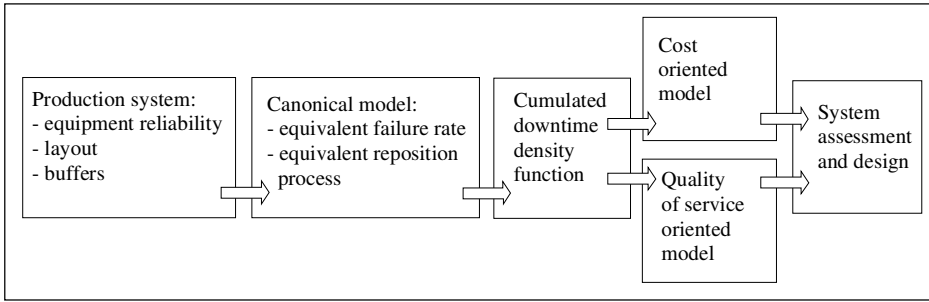 Production system:
- equipment reliability
- layout
- buffers
Canonical model:
- equivalent failure rate
- equivalent reposition
process
Cumulated
downtime
density
function
Cost
oriented
model
Quality
of service
oriented
model
System
assessment
and design